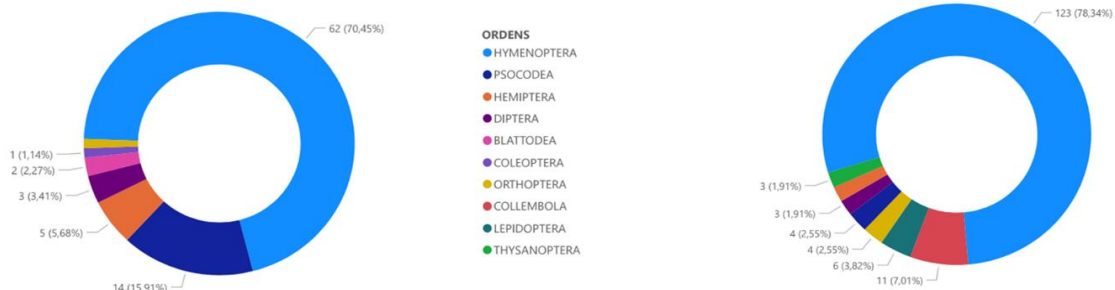 62 (70,45%)
1 (1,14%)
2 (2,27%)
3 (3,41%)
5 (5,68%)
14 (15,91%)
ORDENS
HYMENOPTERA
PSOCODEA
HEMIPTERA
DIPTERA
BLATTODEA
COLEOPTERA
ORTHOPTERA
COLLEMBOLA
LEPIDOPTERA
THYSANOPTERA
123 (78,34%)
3 (1,91%)
3 (1,91%)
4 (2,55%)
4 (2,55%)
6 (3,82%)
11 (7,01%)